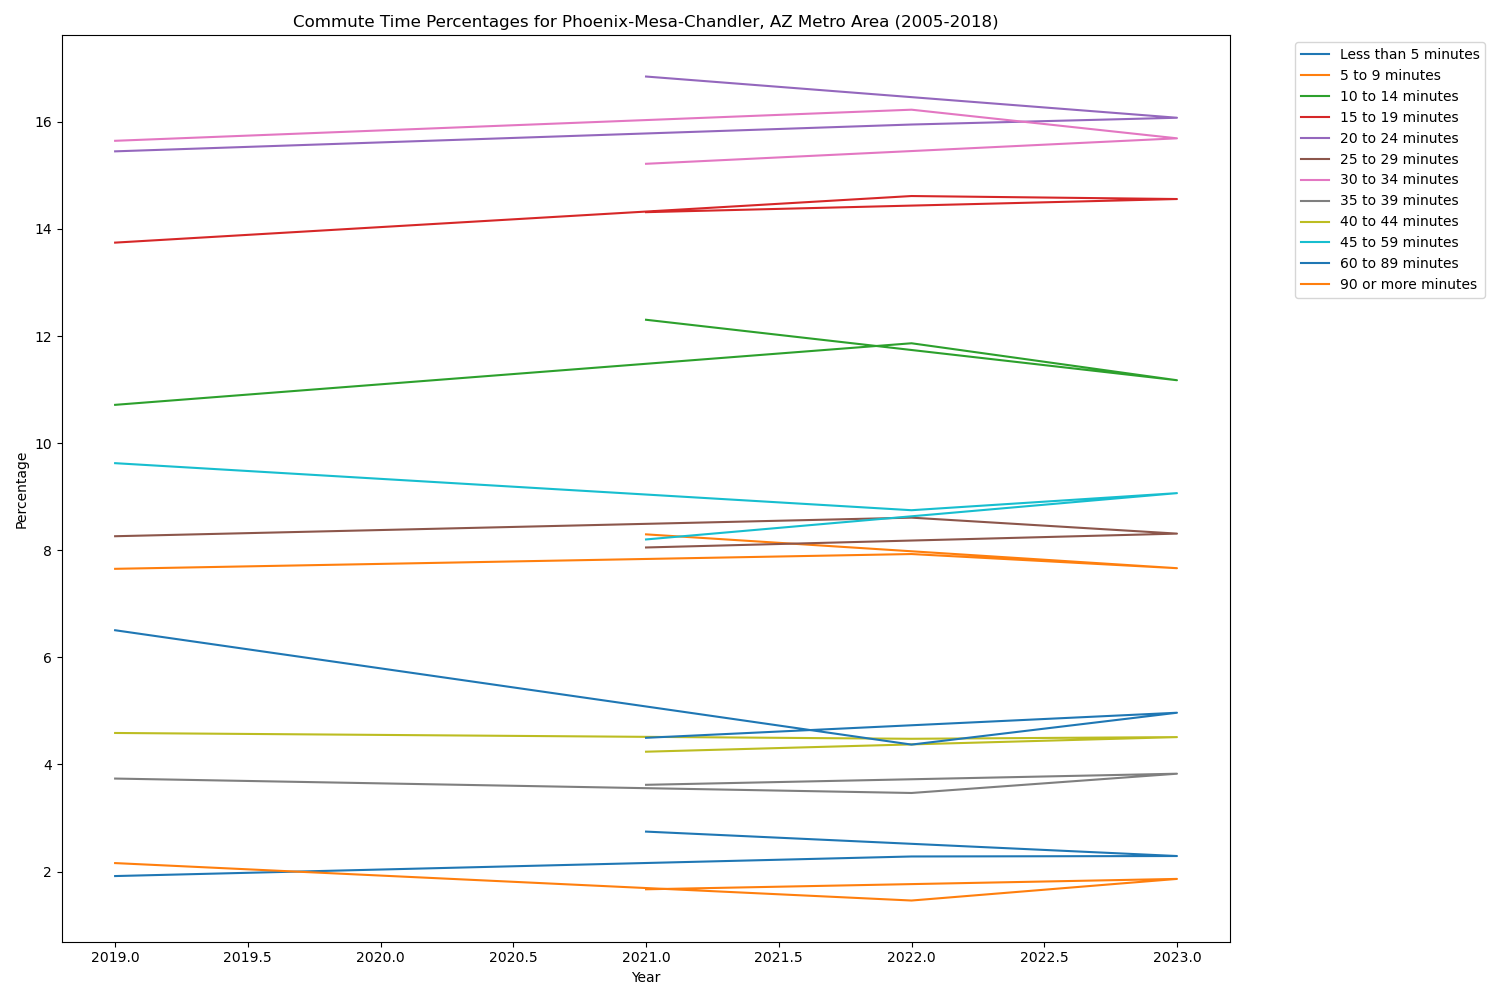 Commute Time Percentages for Phoenix-Mesa-Chandler, AZ Metro Area (2005-2018)
Percentage
16
14
12
10
8
6
4
2
2019.0 2019.5 2020.0 2020.5 2021.0 2021.5 2022.0 2022.5 2023.0
Year
Less than 5 minutes
5 to 9 minutes
10 to 14 minutes
15 to 19 minutes
20 to 24 minutes
25 to 29 minutes
30 to 34 minutes
35 to 39 minutes
40 to 44 minutes
45 to 59 minutes
60 to 89 minutes
90 or more minutes